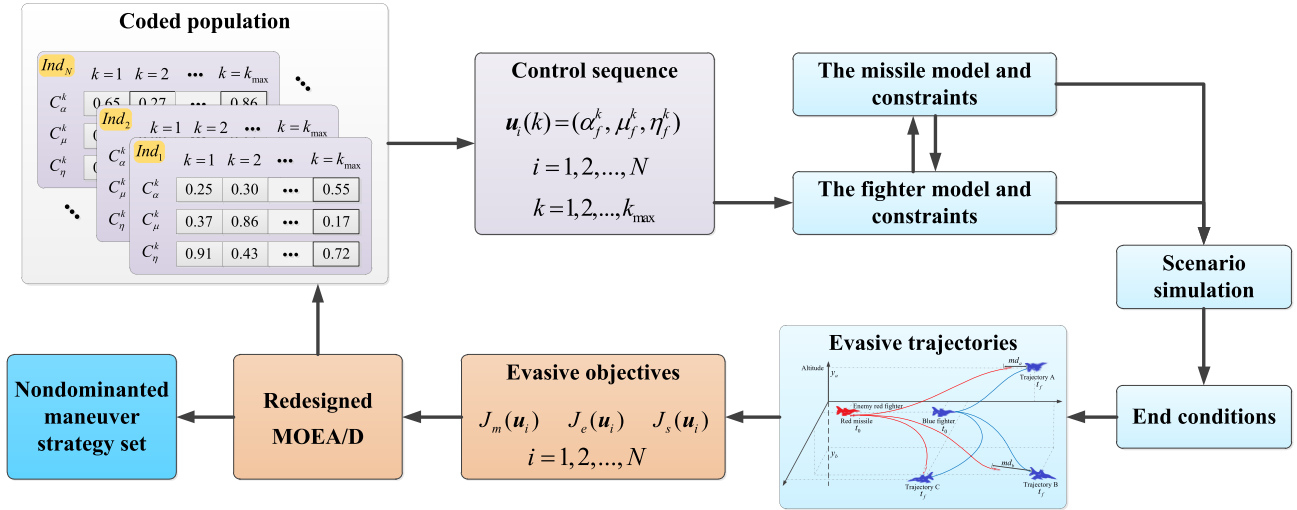 Coded population
Ind_N
k = 1 k = 2 ••• k = k_max
C_α^k 0.65 0.27 ••• 0.86
C_μ^k 0
C_η^k 0
Ind_2
k = 1 k = 2 ••• k = k_max
C_α^k
C_μ^k
C_η^k
Ind_1
k = 1 k = 2 ••• k = k_max
C_α^k 0.25 0.30 ••• 0.55
C_μ^k 0.37 0.86 ••• 0.17
C_η^k 0.91 0.43 ••• 0.72
Control sequence
u_i(k) = (α_f^k, μ_f^k, η_f^k)
i = 1,2,...,N
k = 1,2,...,k_max
The missile model and
constraints
The fighter model and
constraints
Scenario
simulation
End conditions
Evasive trajectories
Altitude
y_a
md_a
Trajectory A
t_f
Enemy red fighter
Red missile
t_0
Blue fighter
t_0
y_b
md_b
Trajectory C
t_f
Trajectory B
t_f
Evasive objectives
J_m(u_i) J_e(u_i) J_s(u_i)
i = 1,2,...,N
Redesigned
MOEA/D
Nondominanted
maneuver
strategy set